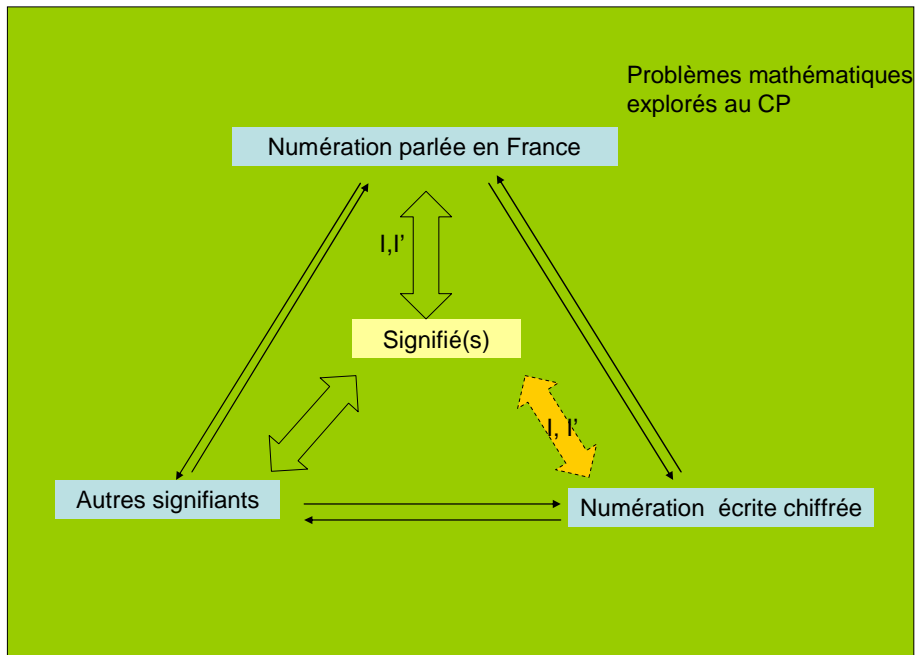 Problèmes mathématiques
explorés au CP
Numération parlée en France
I,I’
Signifié(s)
I, I’
Autres signifiants
Numération écrite chiffrée